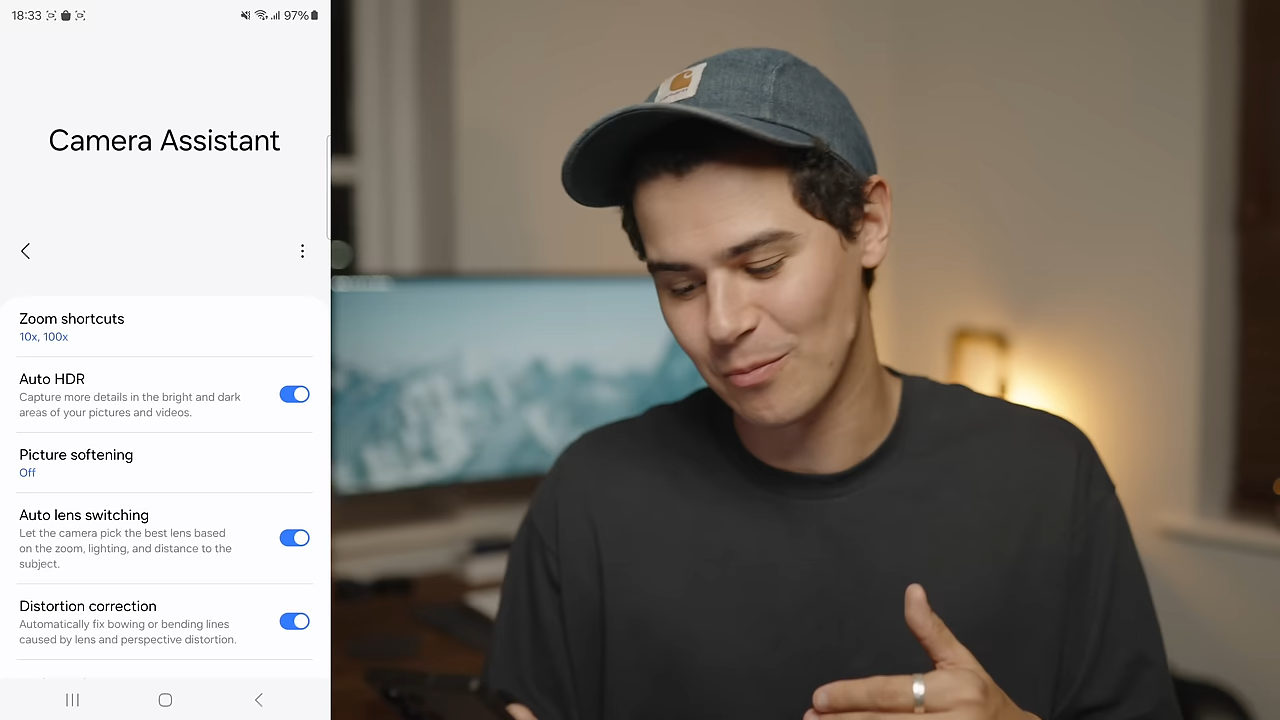 18:33
97%
Camera Assistant
Zoom shortcuts
10x, 100x
Auto HDR
Capture more details in the bright and dark
areas of your pictures and videos.
Picture softening
Off
Auto lens switching
Let the camera pick the best lens based
on the zoom, lighting, and distance to the
subject.
Distortion correction
Automatically fix bowing or bending lines
caused by lens and perspective distortion.